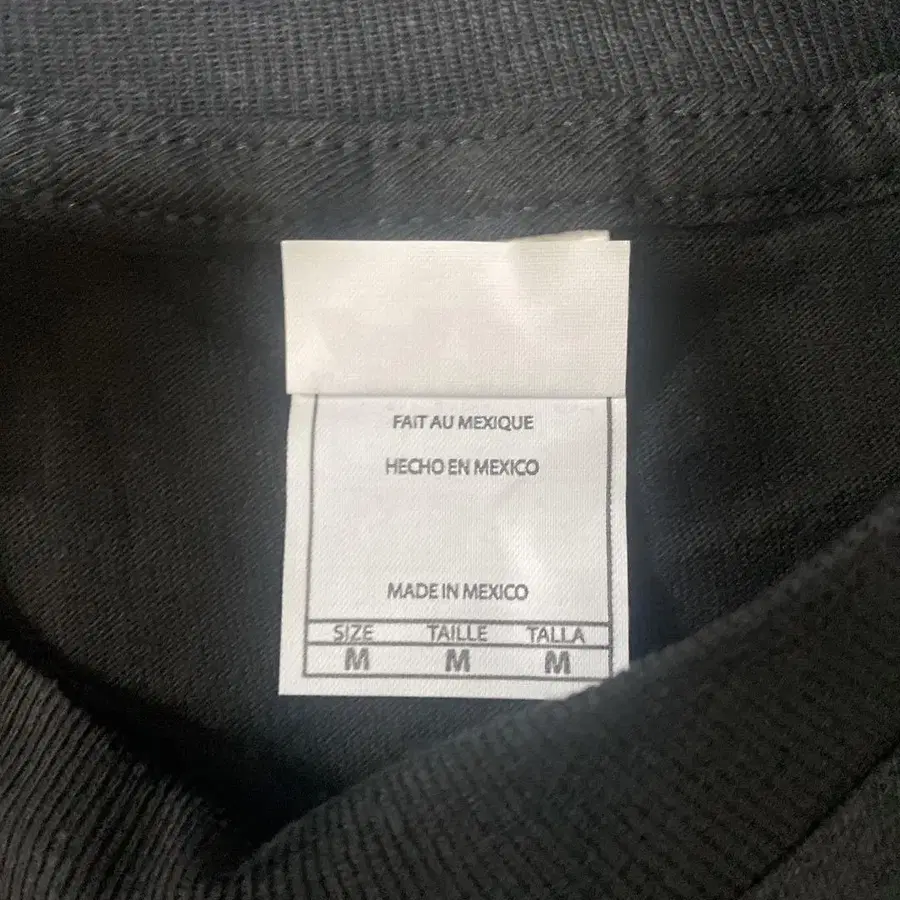 FAIT AU MEXIQUE
HECHO EN MEXICO
MADE IN MEXICO
SIZE TAILLE TALLA
M M M